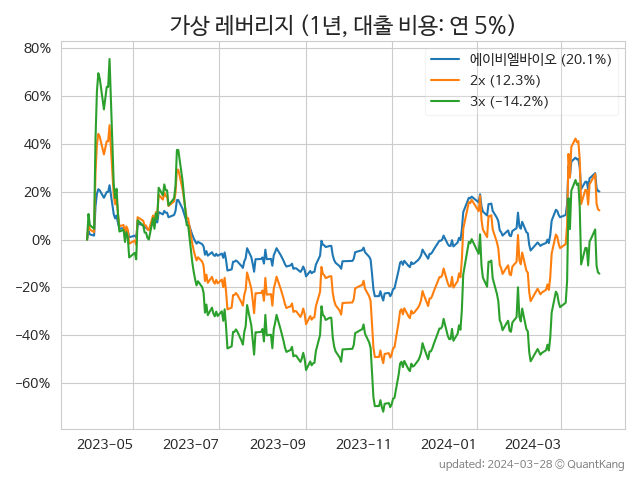 가상 레버리지 (1년, 대출 비용: 연 5%)
에이비엘바이오 (20.1%)
2x (12.3%)
3x (−14.2%)
80%
60%
40%
20%
0%
−20%
−40%
−60%
2023-05 2023-07 2023-09 2023-11 2024-01 2024-03
updated: 2024-03-28 © QuantKang